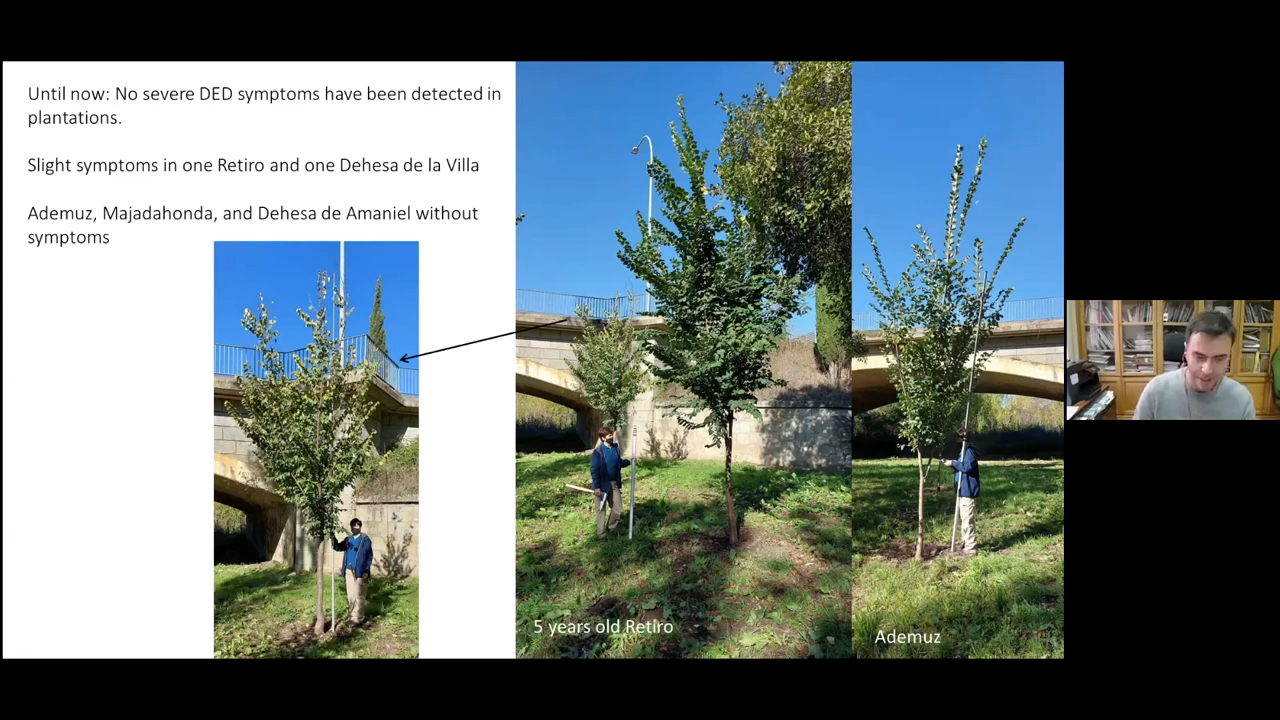 Until now: No severe DED symptoms have been detected in
plantations.
Slight symptoms in one Retiro and one Dehesa de la Villa
Ademuz, Majadahonda, and Dehesa de Amaniel without
symptoms
5 years old Retiro
Ademuz